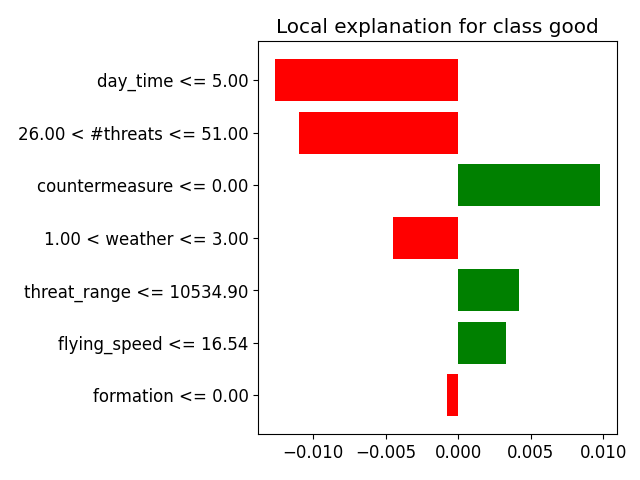 Local explanation for class good
day_time <= 5.00
26.00 < #threats <= 51.00
countermeasure <= 0.00
1.00 < weather <= 3.00
threat_range <= 10534.90
flying_speed <= 16.54
formation <= 0.00
−0.010 −0.005 0.000 0.005 0.010